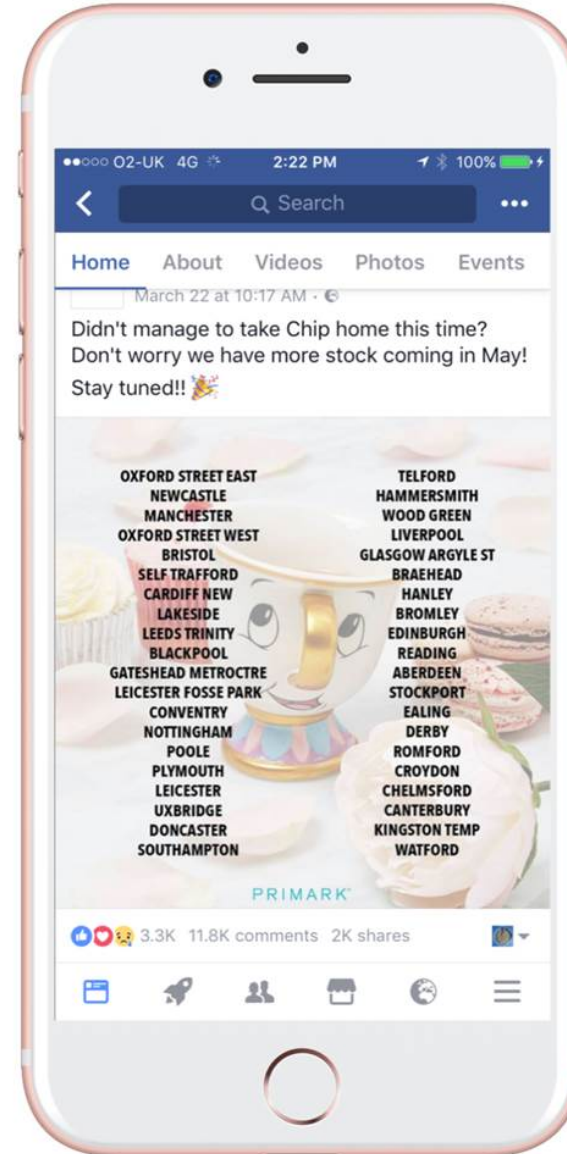 ●●○○○ O2-UK 4G 2:22 PM 100%
Search
Home About Videos Photos Events
March 22 at 10:17 AM ·
Didn't manage to take Chip home this time?
Don't worry we have more stock coming in May!
Stay tuned!! 🎉
OXFORD STREET EAST
NEWCASTLE
MANCHESTER
OXFORD STREET WEST
BRISTOL
SELF TRAFFORD
CARDIFF NEW
LAKESIDE
LEEDS TRINITY
BLACKPOOL
GATESHEAD METROCTRE
LEICESTER FOSSE PARK
CONVENTRY
NOTTINGHAM
POOLE
PLYMOUTH
LEICESTER
UXBRIDGE
DONCASTER
SOUTHAMPTON
TELFORD
HAMMERSMITH
WOOD GREEN
LIVERPOOL
GLASGOW ARGYLE ST
BRAEHEAD
HANLEY
BROMLEY
EDINBURGH
READING
ABERDEEN
STOCKPORT
EALING
DERBY
ROMFORD
CROYDON
CHELMSFORD
CANTERBURY
KINGSTON TEMP
WATFORD
PRIMARK
3.3K 11.8K comments 2K shares